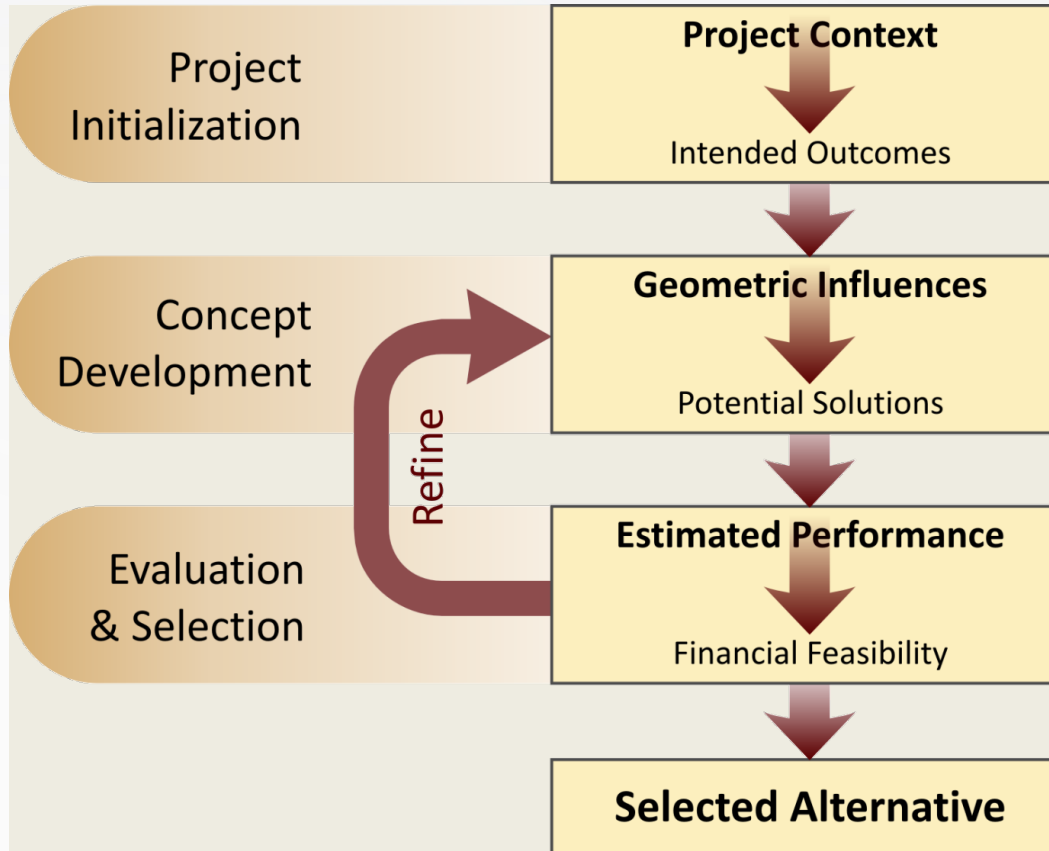 Project
Initialization
Project Context
Intended Outcomes
Concept
Development
Geometric Influences
Potential Solutions
Refine
Evaluation
& Selection
Estimated Performance
Financial Feasibility
Selected Alternative